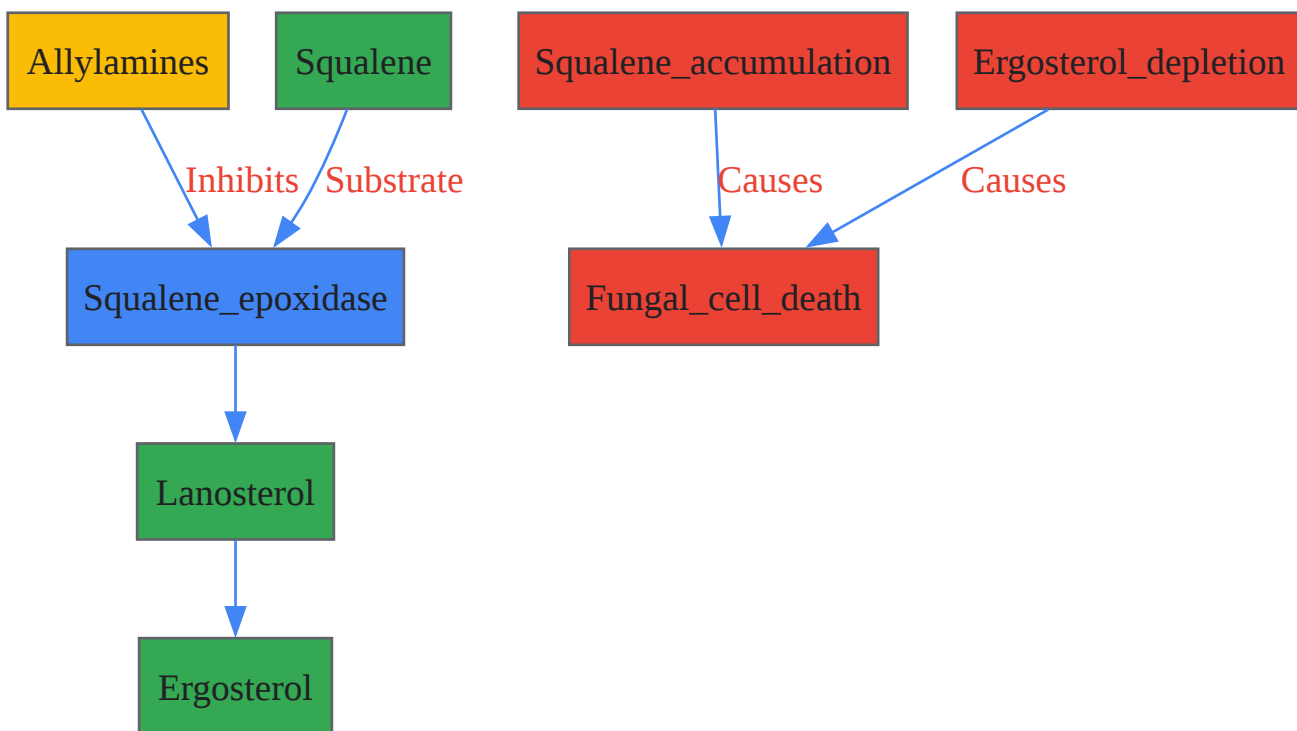 Allylamines
Squalene
Squalene_accumulation
Ergosterol_depletion
Inhibits
Substrate
Causes
Causes
Squalene_epoxidase
Fungal_cell_death
Lanosterol
Ergosterol